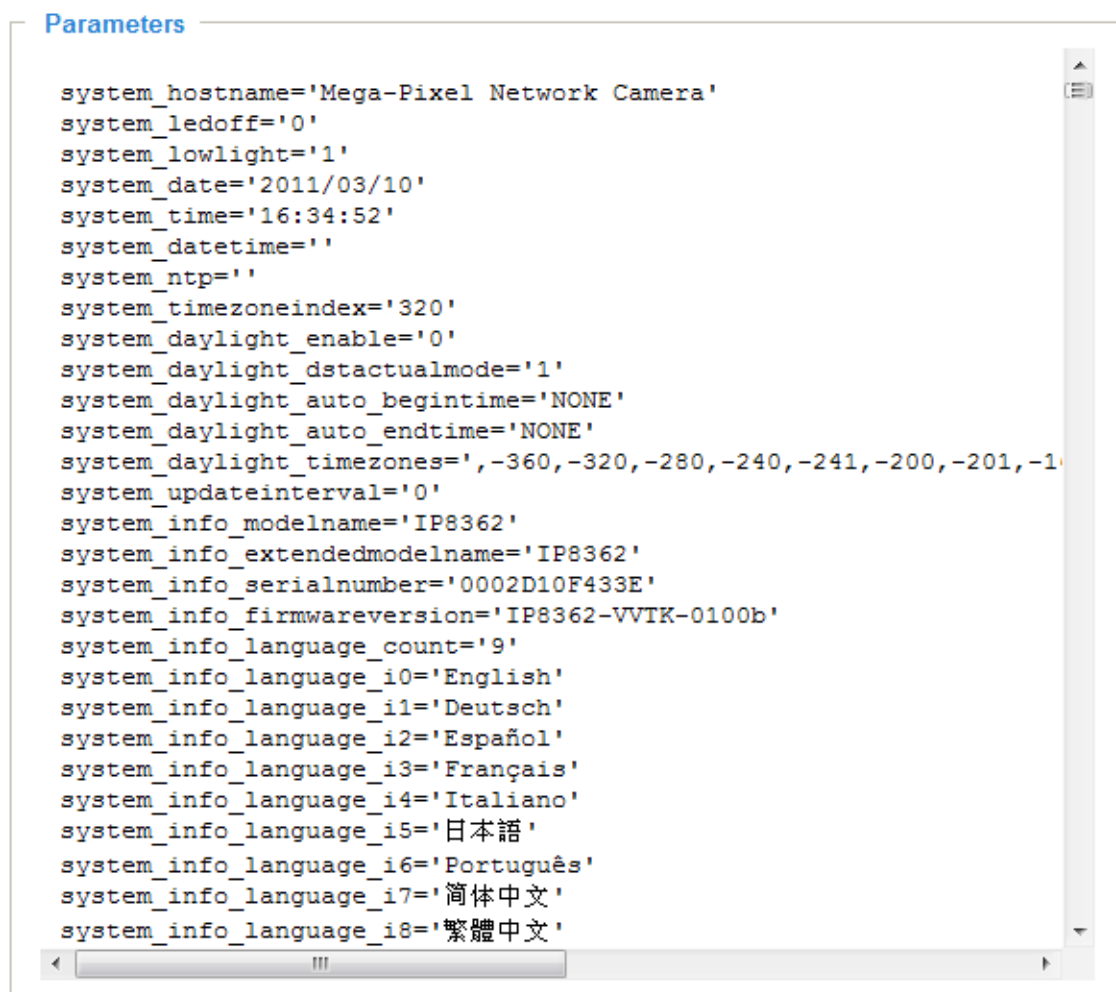 Parameters
system_hostname='Mega-Pixel Network Camera'
system_ledoff='0'
system_lowlight='1'
system_date='2011/03/10'
system_time='16:34:52'
system_datetime=''
system_ntp=''
system_timezoneindex='320'
system_daylight_enable='0'
system_daylight_dstactualmode='1'
system_daylight_auto_begintime='NONE'
system_daylight_auto_endtime='NONE'
system_daylight_timezones=',-360,-320,-280,-240,-241,-200,-201,-1
system_updateinterval='0'
system_info_modelname='IP8362'
system_info_extendedmodelname='IP8362'
system_info_serialnumber='0002D10F433E'
system_info_firmwareversion='IP8362-VVTK-0100b'
system_info_language_count='9'
system_info_language_i0='English'
system_info_language_i1='Deutsch'
system_info_language_i2='Español'
system_info_language_i3='Français'
system_info_language_i4='Italiano'
system_info_language_i5='日本語'
system_info_language_i6='Português'
system_info_language_i7='简体中文'
system_info_language_i8='繁體中文'